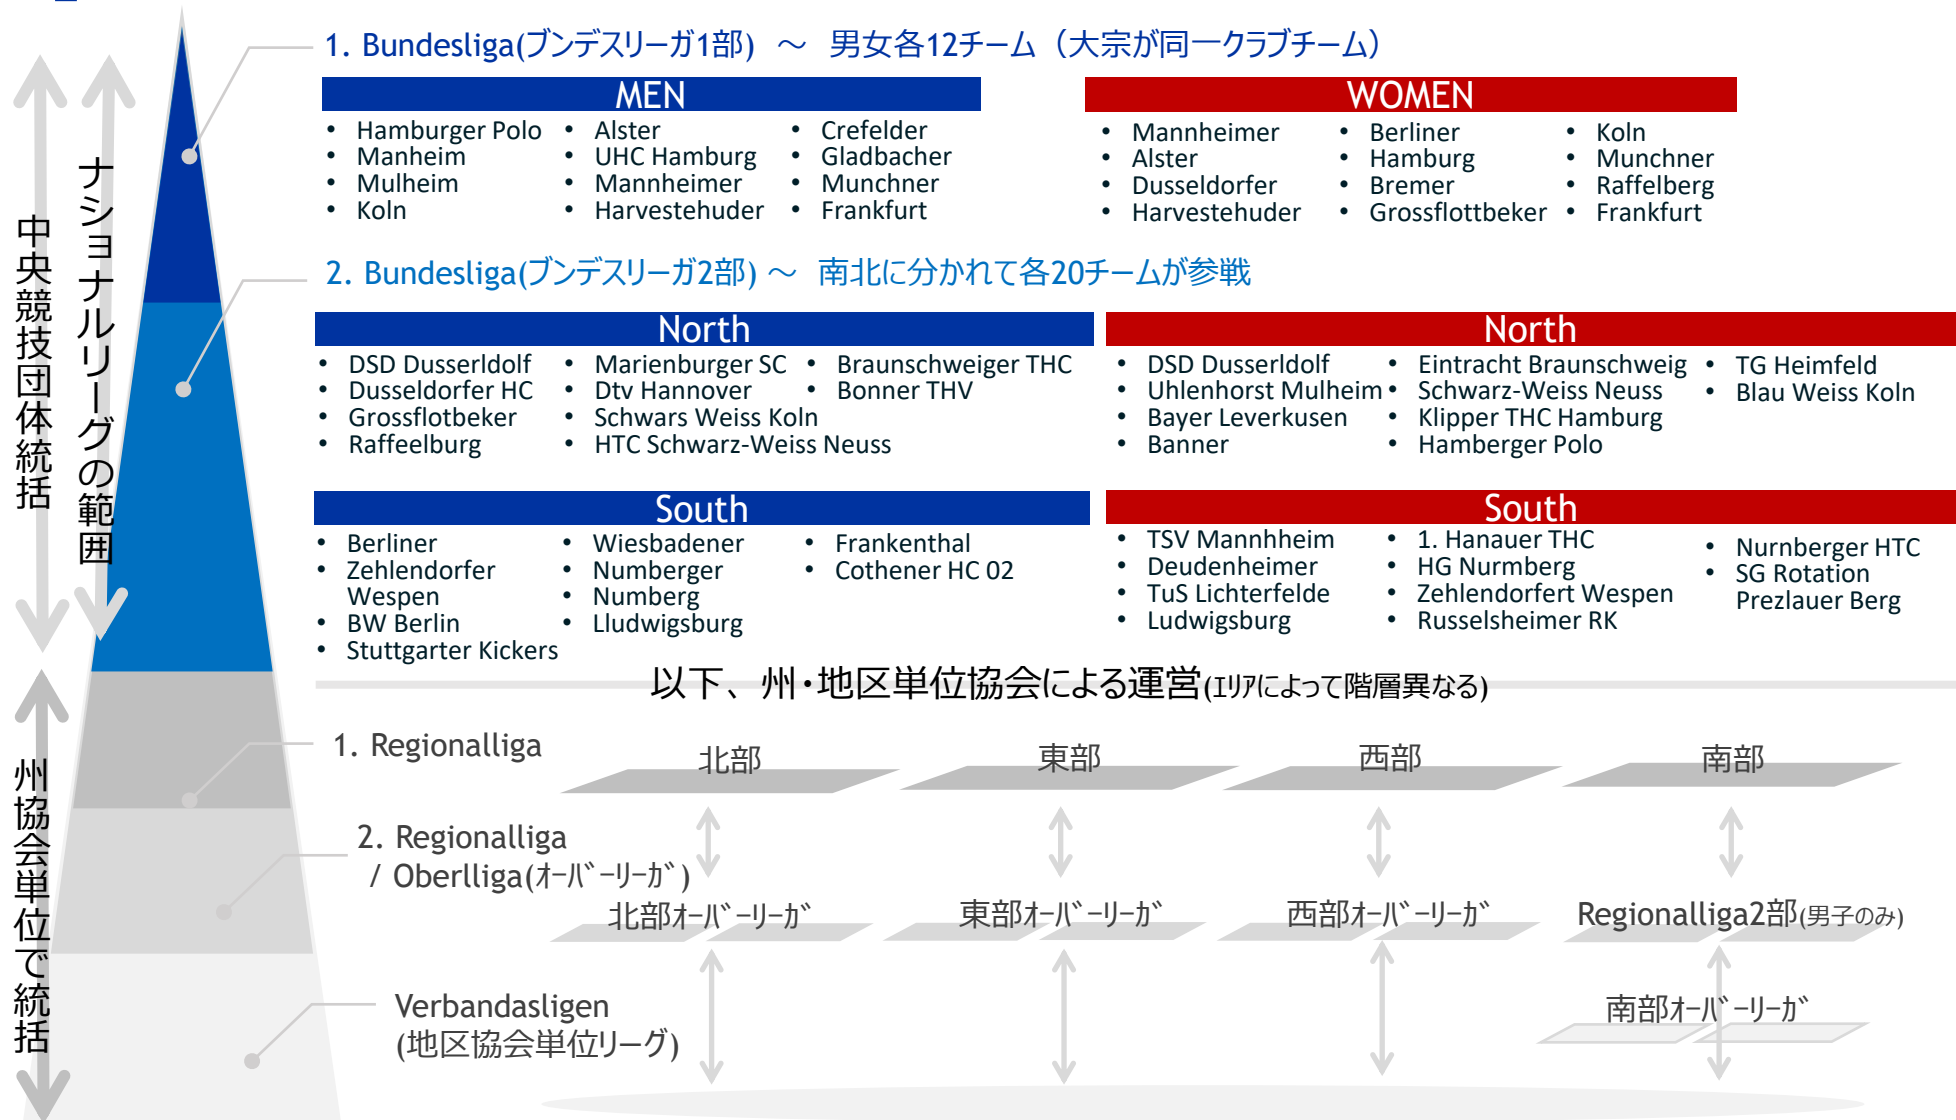 1. Bundesliga(ブンデスリーガ1部) ～ 男女各12チーム（大宗が同一クラブチーム）
MEN
• Hamburger Polo
• Manheim
• Mulheim
• Koln
• Alster
• UHC Hamburg
• Mannheimer
• Harvestehuder
• Crefelder
• Gladbacher
• Munchner
• Frankfurt
WOMEN
• Mannheimer
• Alster
• Dusseldorfer
• Harvestehuder
• Berliner
• Hamburg
• Bremer
• Grossflottbeker
• Koln
• Munchner
• Raffelberg
• Frankfurt
2. Bundesliga(ブンデスリーガ2部) ～ 南北に分かれて各20チームが参戦
North
• DSD Dusserldolf
• Dusseldorfer HC
• Grossflotbeker
• Raffeelburg
• Marienburger SC
• Dtv Hannover
• Schwars Weiss Koln
• HTC Schwarz-Weiss Neuss
• Braunschweiger THC
• Bonner THV
North
• DSD Dusserldolf
• Uhlenhorst Mulheim
• Bayer Leverkusen
• Banner
• Eintracht Braunschweig
• Schwarz-Weiss Neuss
• Klipper THC Hamburg
• Hamberger Polo
• TG Heimfeld
• Blau Weiss Koln
South
• Berliner
• Zehlendorfer
Wespen
• BW Berlin
• Stuttgarter Kickers
• Wiesbadener
• Numberger
• Numberg
• Lludwigsburg
• Frankenthal
• Cothener HC 02
South
• TSV Mannhheim
• Deudenheimer
• TuS Lichterfelde
• Ludwigsburg
• 1. Hanauer THC
• HG Nurmberg
• Zehlendorfert Wespen
• Russelsheimer RK
• Nurnberger HTC
• SG Rotation
Prezlauer Berg
中央競技団体統括
ナショナルリーグの範囲
以下、州・地区単位協会による運営(ｴﾘｱによって階層異なる)
州協会単位で統括
1. Regionalliga
北部
東部
西部
南部
2. Regionalliga
/ Oberlliga(ｵｰﾊﾞｰﾘｰｶﾞ)
北部ｵｰﾊﾞｰﾘｰｶﾞ
東部ｵｰﾊﾞｰﾘｰｶﾞ
西部ｵｰﾊﾞｰﾘｰｶﾞ
Regionalliga2部(男子のみ)
Verbandasligen
(地区協会単位リーグ)
南部ｵｰﾊﾞｰﾘｰｶﾞ